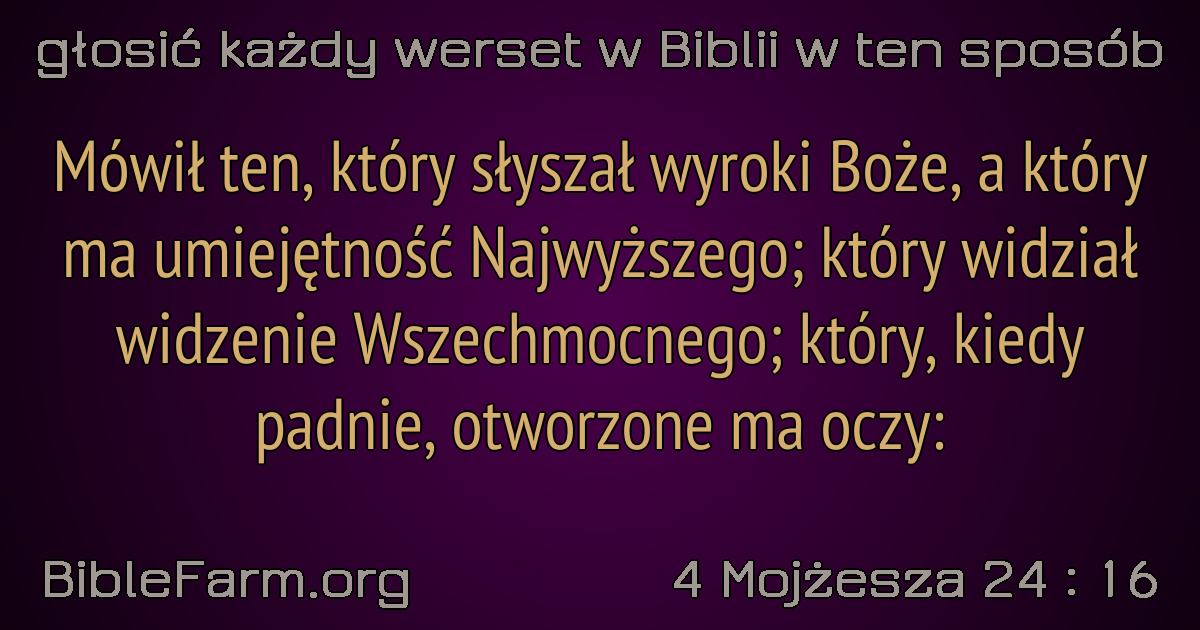 głosić każdy werset w Biblii w ten sposób
Mówił ten, który słyszał wyroki Boże, a który
ma umiejętność Najwyższego; który widział
widzenie Wszechmocnego; który, kiedy
padnie, otworzone ma oczy:
BibleFarm.org
4 Mojżesza 24 : 16